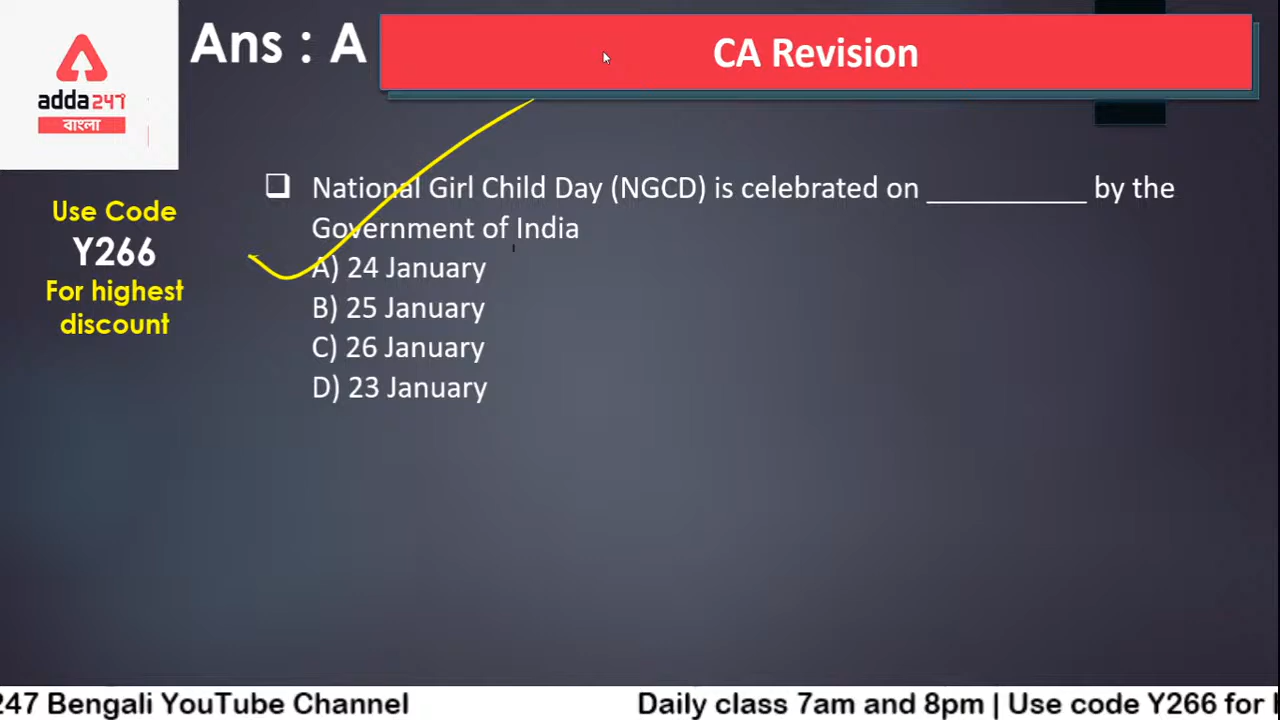 Ans : A
CA Revision
adda247
বাংলা
Use Code
Y266
For highest
discount
National Girl Child Day (NGCD) is celebrated on __________ by the
Government of India
A) 24 January
B) 25 January
C) 26 January
D) 23 January
247 Bengali YouTube Channel
Daily class 7am and 8pm | Use code Y266 for